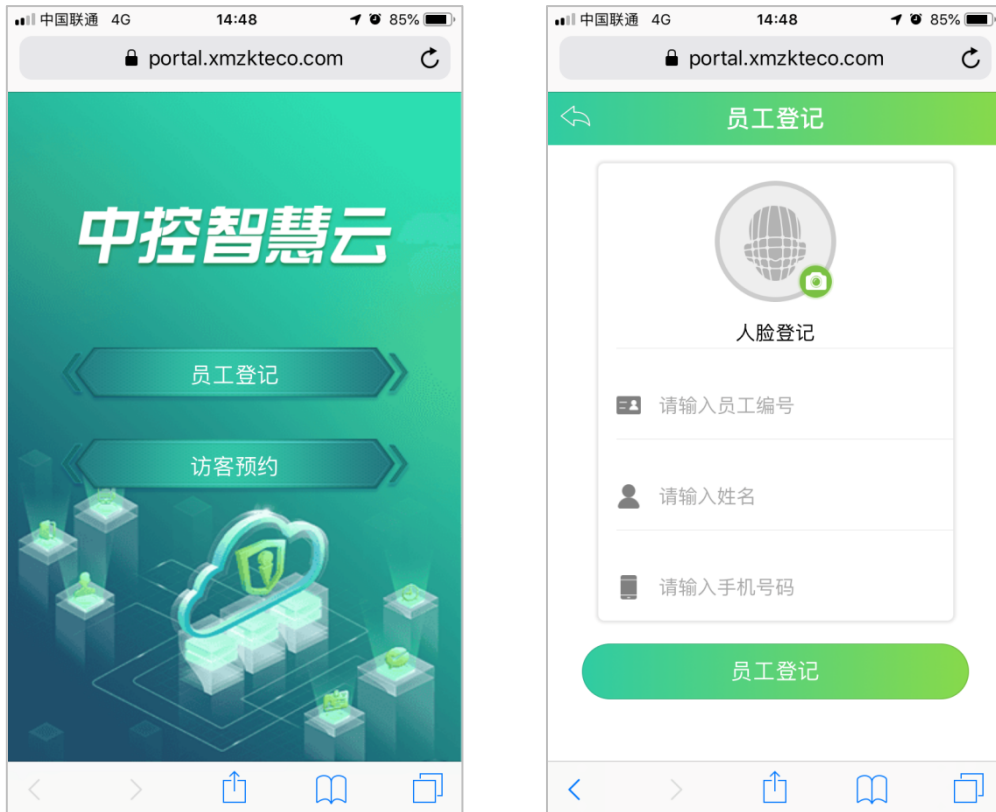 中国联通 4G 14:48 85%
portal.xmzkteco.com
中控智慧云
员工登记
访客预约
中国联通 4G 14:48 85%
portal.xmzkteco.com
员工登记
人脸登记
请输入员工编号
请输入姓名
请输入手机号码
员工登记